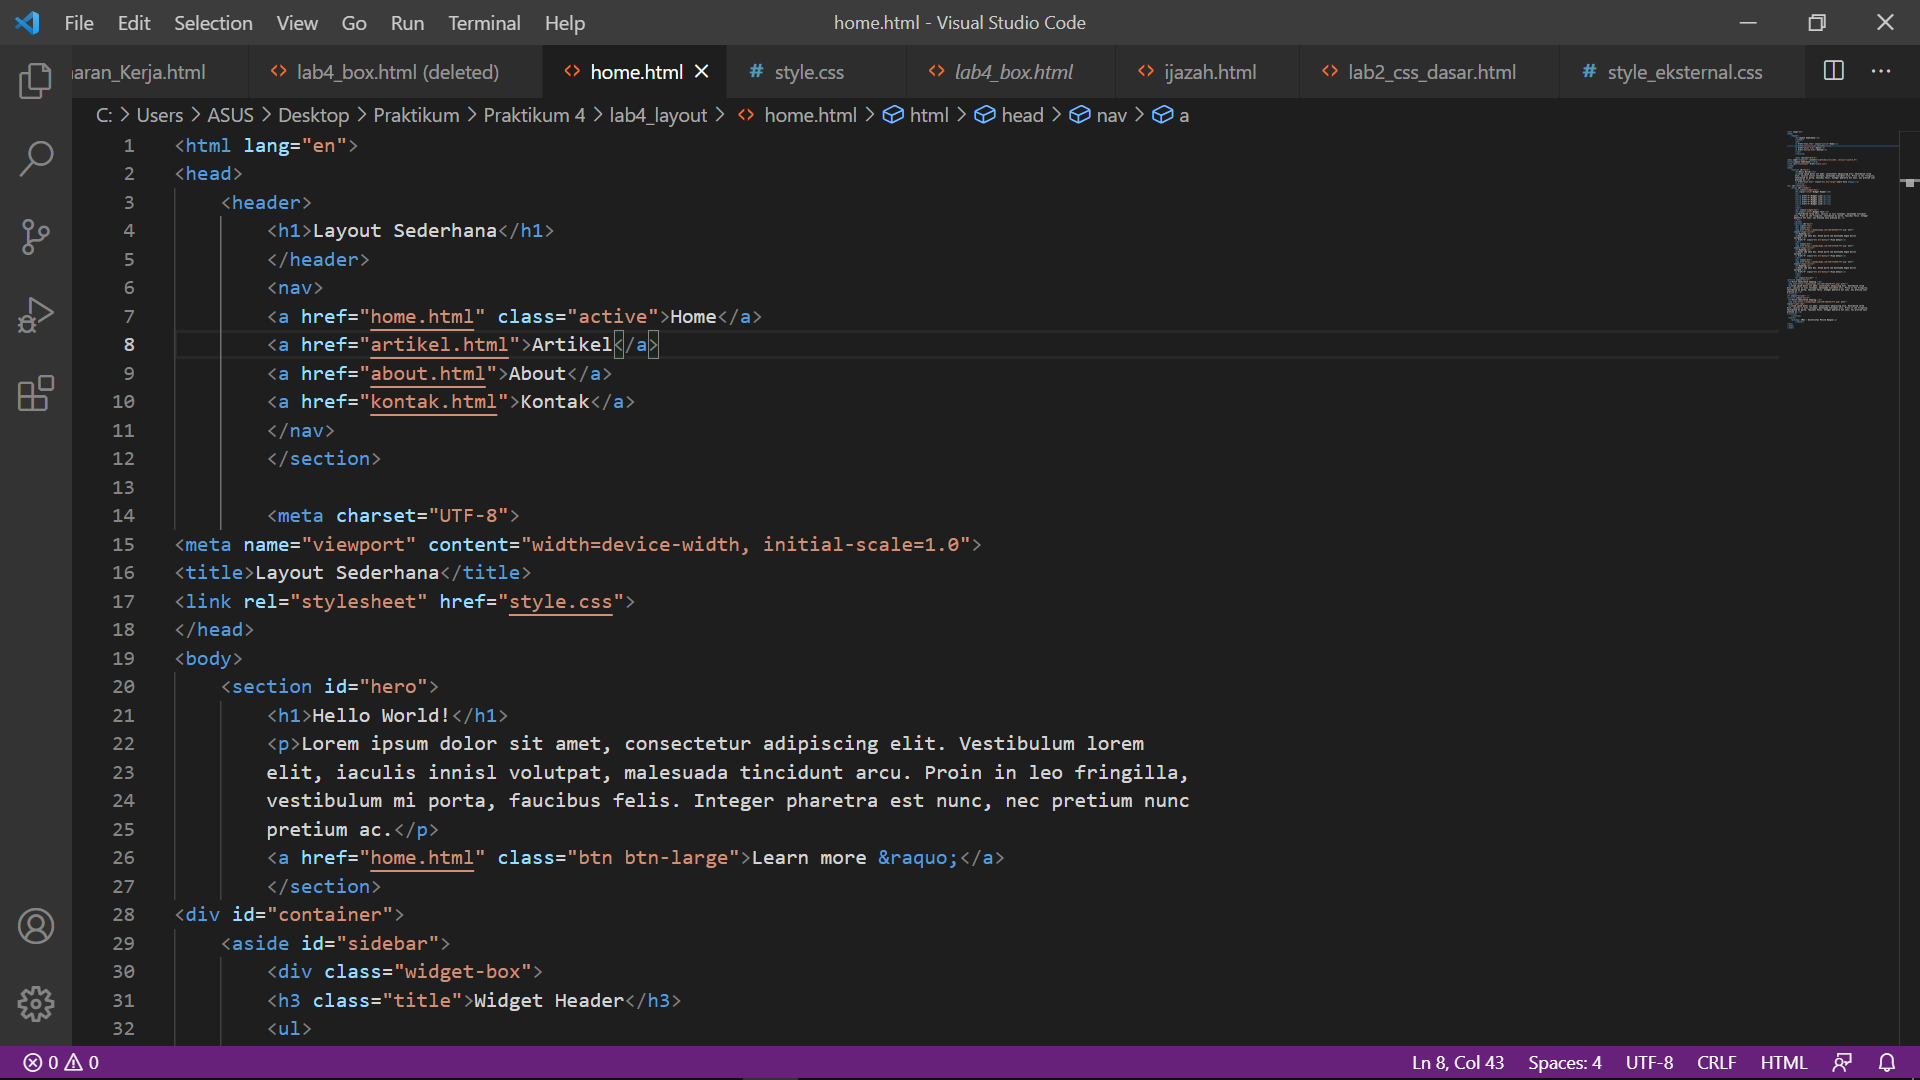 File Edit Selection View Go Run Terminal Help home.html - Visual Studio Code
aran_Kerja.html lab4_box.html (deleted) home.html # style.css lab4_box.html ijazah.html lab2_css_dasar.html # style_eksternal.css
C: > Users > ASUS > Desktop > Praktikum > Praktikum 4 > lab4_layout > home.html > html > head > nav > a
1 <html lang="en">
2 <head>
3 <header>
4 <h1>Layout Sederhana</h1>
5 </header>
6 <nav>
7 <a href="home.html" class="active">Home</a>
8 <a href="artikel.html">Artikel</a>
9 <a href="about.html">About</a>
10 <a href="kontak.html">Kontak</a>
11 </nav>
12 </section>
13
14 <meta charset="UTF-8">
15 <meta name="viewport" content="width=device-width, initial-scale=1.0">
16 <title>Layout Sederhana</title>
17 <link rel="stylesheet" href="style.css">
18 </head>
19 <body>
20 <section id="hero">
21 <h1>Hello World!</h1>
22 <p>Lorem ipsum dolor sit amet, consectetur adipiscing elit. Vestibulum lorem
23 elit, iaculis innisl volutpat, malesuada tincidunt arcu. Proin in leo fringilla,
24 vestibulum mi porta, faucibus felis. Integer pharetra est nunc, nec pretium nunc
25 pretium ac.</p>
26 <a href="home.html" class="btn btn-large">Learn more &raquo;</a>
27 </section>
28 <div id="container">
29 <aside id="sidebar">
30 <div class="widget-box">
31 <h3 class="title">Widget Header</h3>
32 <ul>
0 0 Ln 8, Col 43 Spaces: 4 UTF-8 CRLF HTML